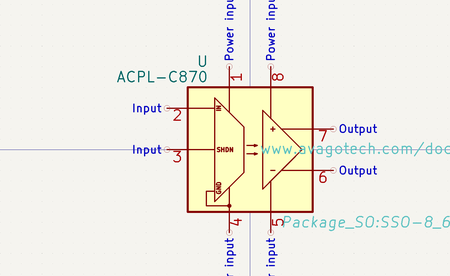 Power input
Power input
U
ACPL-C870
1
8
Input
2
IN
+
7
Output
Input
3
SHDN
www.avagotech.com/doc
-
6
Output
GND
4
5
Package_SO:SSO-8_6
input
input